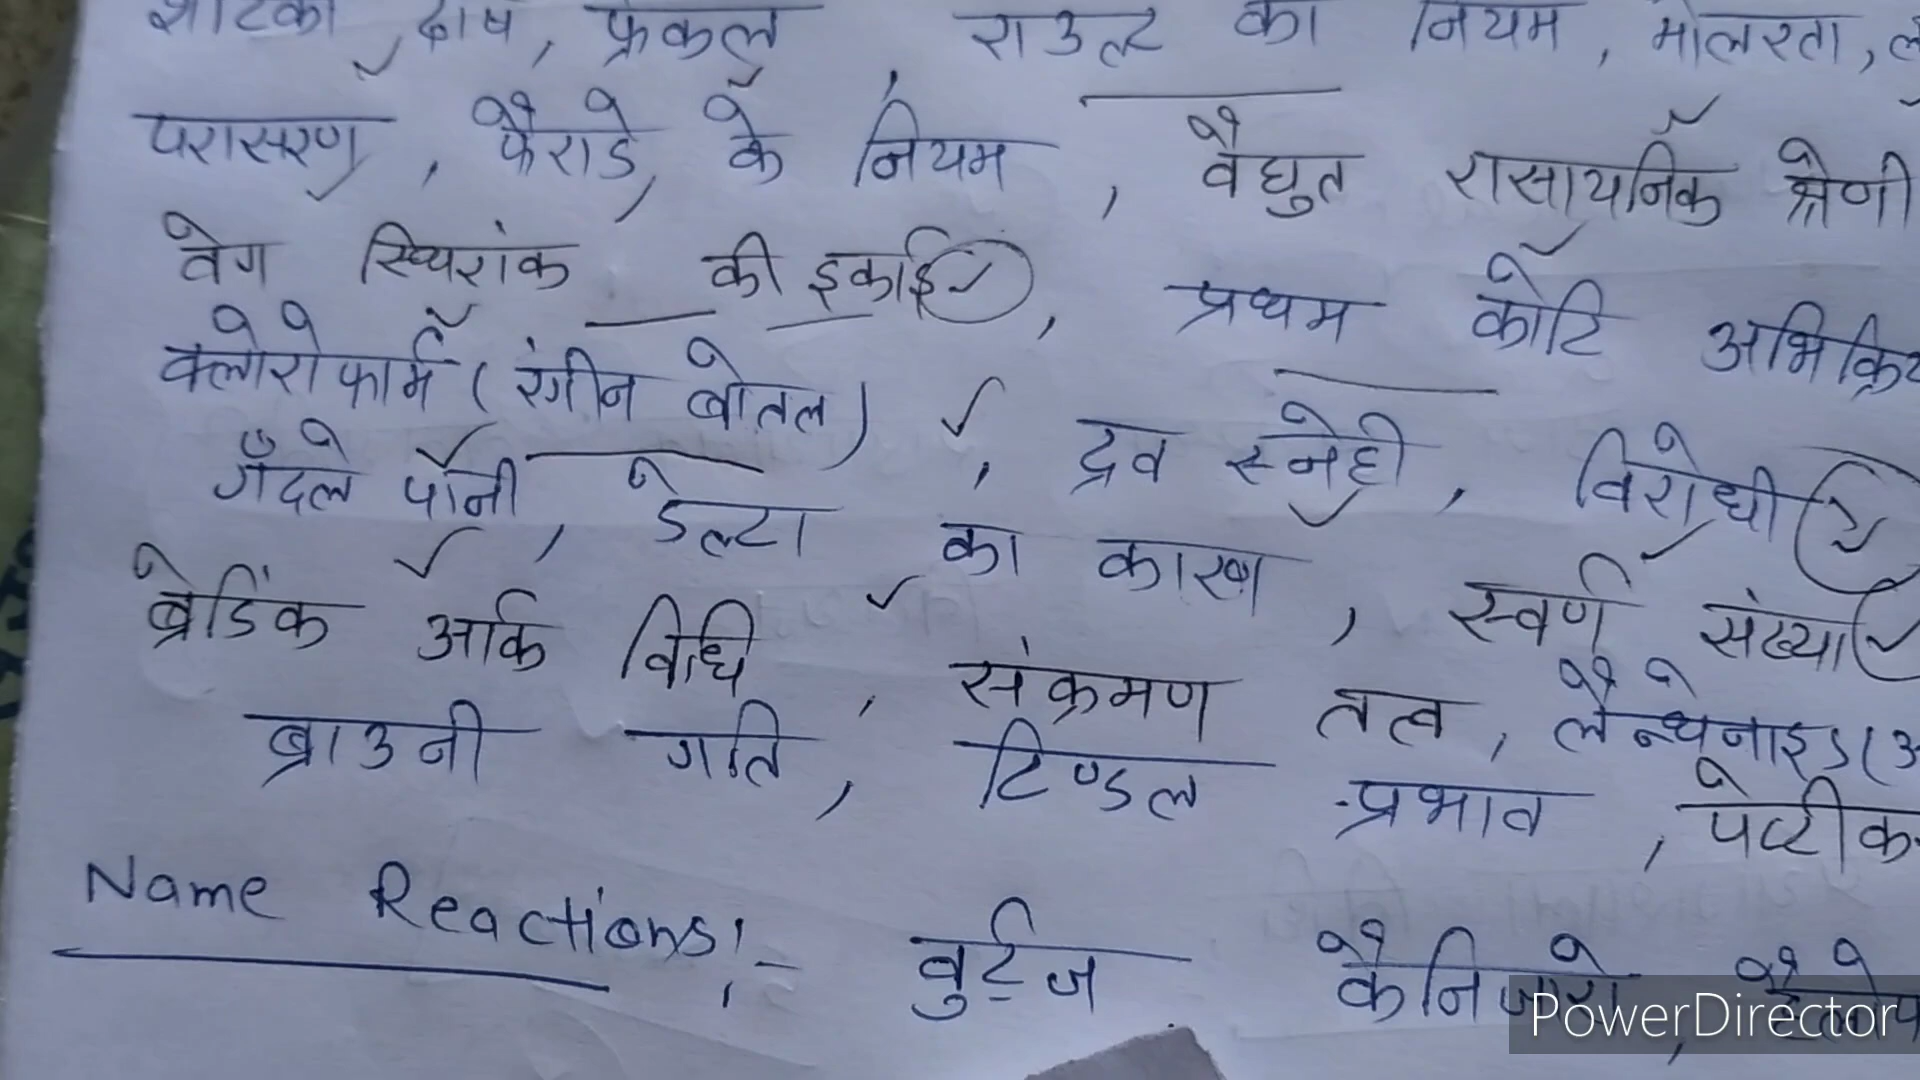 शाटकी दोष, फ्रेंकल, राउल्ट का नियम, मोलरता,
परासरण, फैराडे, के नियम, वैधुत रासायनिक श्रेणी
वेग स्थिरांक की इकाई, प्रथम कोटि अभिक्रिय
क्लोरोफार्म (रंगीन बोतल), द्रव स्नेही, विरोधी
गँदले पानी, डेल्टा का कारण, स्वर्ण संख्या
ब्रेडिंक आर्क विधि, संक्रमण तत्व, लैन्थेनाइड(
ब्राउनी गति, टिण्डल प्रभाव, पेप्टीक
Name Reactions:- वुर्ट्ज कैनिजारो,
PowerDirector